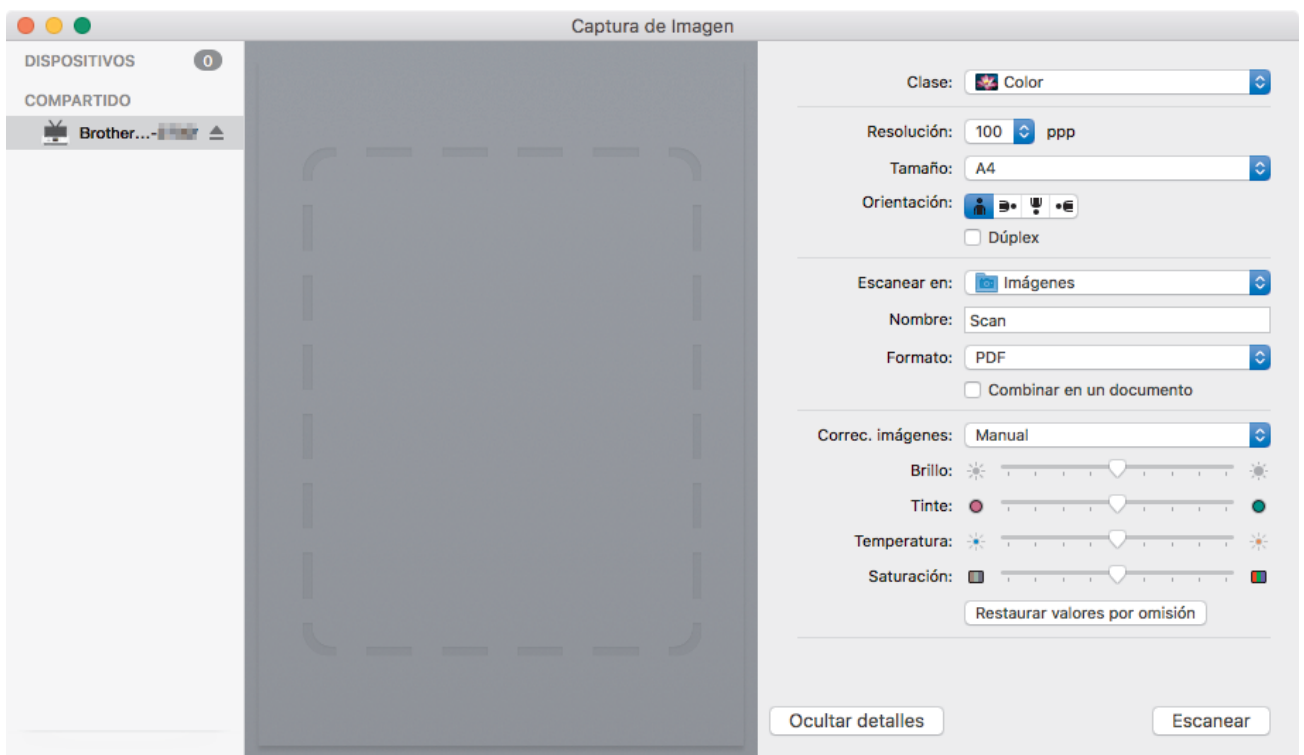 Captura de Imagen
DISPOSITIVOS 0
COMPARTIDO
Brother...-
Clase: Color
Resolución: 100 ppp
Tamaño: A4
Orientación:
Dúplex
Escanear en: Imágenes
Nombre: Scan
Formato: PDF
Combinar en un documento
Correc. imágenes: Manual
Brillo:
Tinte:
Temperatura:
Saturación:
Restaurar valores por omisión
Ocultar detalles Escanear